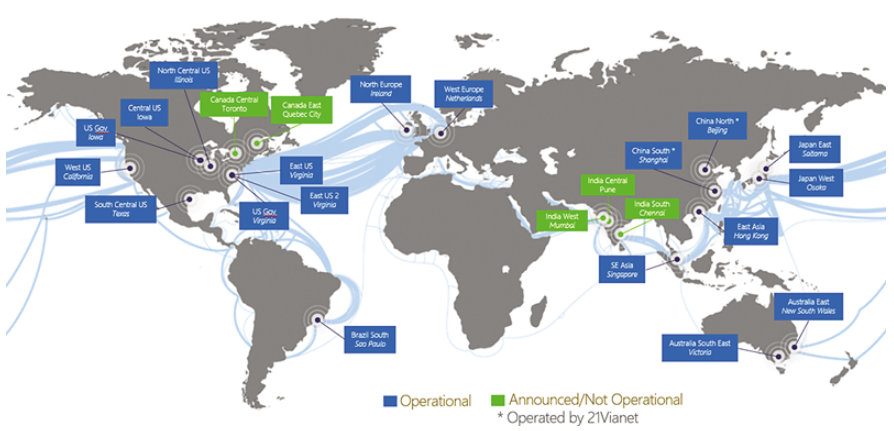 North Central US
Illinois
Canada Central
Toronto
Canada East
Quebec City
Central US
Iowa
US Gov
Iowa
West US
California
South Central US
Texas
East US
Virginia
East US 2
Virginia
US Gov
Virginia
North Europe
Ireland
West Europe
Netherlands
China North *
Beijing
China South *
Shanghai
Japan East
Saitama
Japan West
Osaka
India Central
Pune
India West
Mumbai
India South
Chennai
East Asia
Hong Kong
SE Asia
Singapore
Australia East
New South Wales
Australia South East
Victoria
Brazil South
Sao Paulo
Operational
Announced/Not Operational
* Operated by 21Vianet